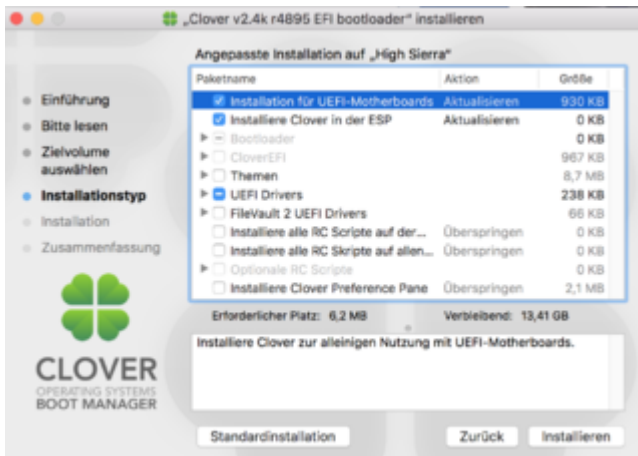 „Clover v2.4k r4895 EFI bootloader“ installieren
Angepasste Installation auf „High Sierra“
Paketname Aktion Größe
Installation für UEFI-Motherboards Aktualisieren 930 KB
Installiere Clover in der ESP Aktualisieren 0 KB
Bootloader 0 KB
CloverEFI 967 KB
Themen 8,7 MB
UEFI Drivers 238 KB
FileVault 2 UEFI Drivers 66 KB
Installiere alle RC Scripte auf der... Überspringen 0 KB
Installiere alle RC Skripte auf allen... Überspringen 0 KB
Optionale RC Scripte 0 KB
Installiere Clover Preference Pane Überspringen 2,1 MB
Einführung
Bitte lesen
Zielvolume
auswählen
Installationstyp
Installation
Zusammenfassung
Erforderlicher Platz: 6,2 MB Verbleibend: 13,41 GB
Installiere Clover zur alleinigen Nutzung mit UEFI-Motherboards.
CLOVER
OPERATING SYSTEMS
BOOT MANAGER
Standardinstallation Zurück Installieren